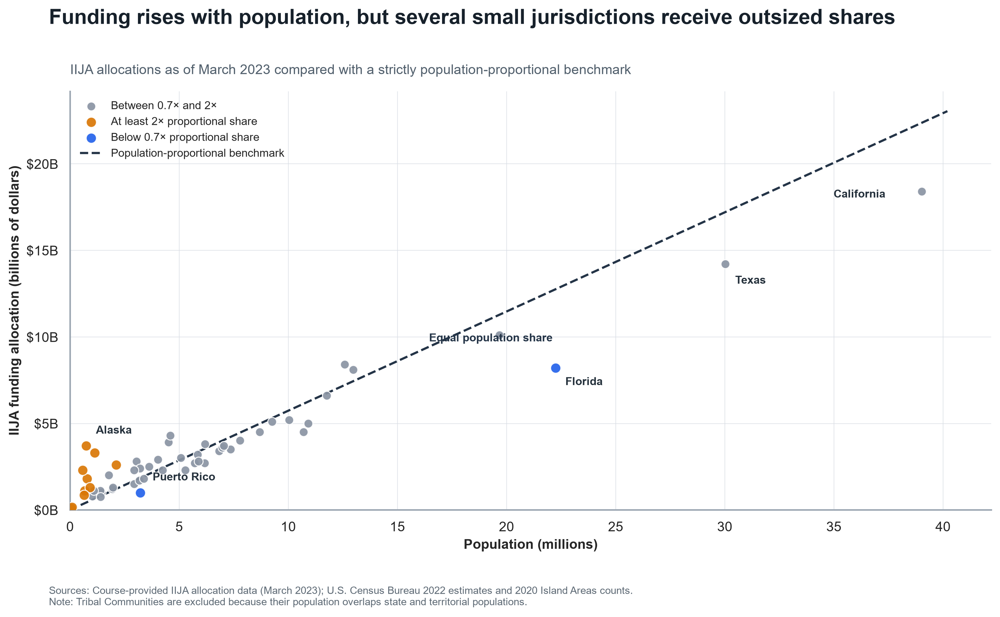 Funding rises with population, but several small jurisdictions receive outsized shares
IIJA allocations as of March 2023 compared with a strictly population-proportional benchmark
Between 0.7× and 2×
At least 2× proportional share
Below 0.7× proportional share
Population-proportional benchmark
IIJA funding allocation (billions of dollars)
$20B
$15B
$10B
$5B
$0B
California
Texas
Equal population share
Florida
Alaska
Puerto Rico
0 5 10 15 20 25 30 35 40
Population (millions)
Sources: Course-provided IIJA allocation data (March 2023); U.S. Census Bureau 2022 estimates and 2020 Island Areas counts.
Note: Tribal Communities are excluded because their population overlaps state and territorial populations.